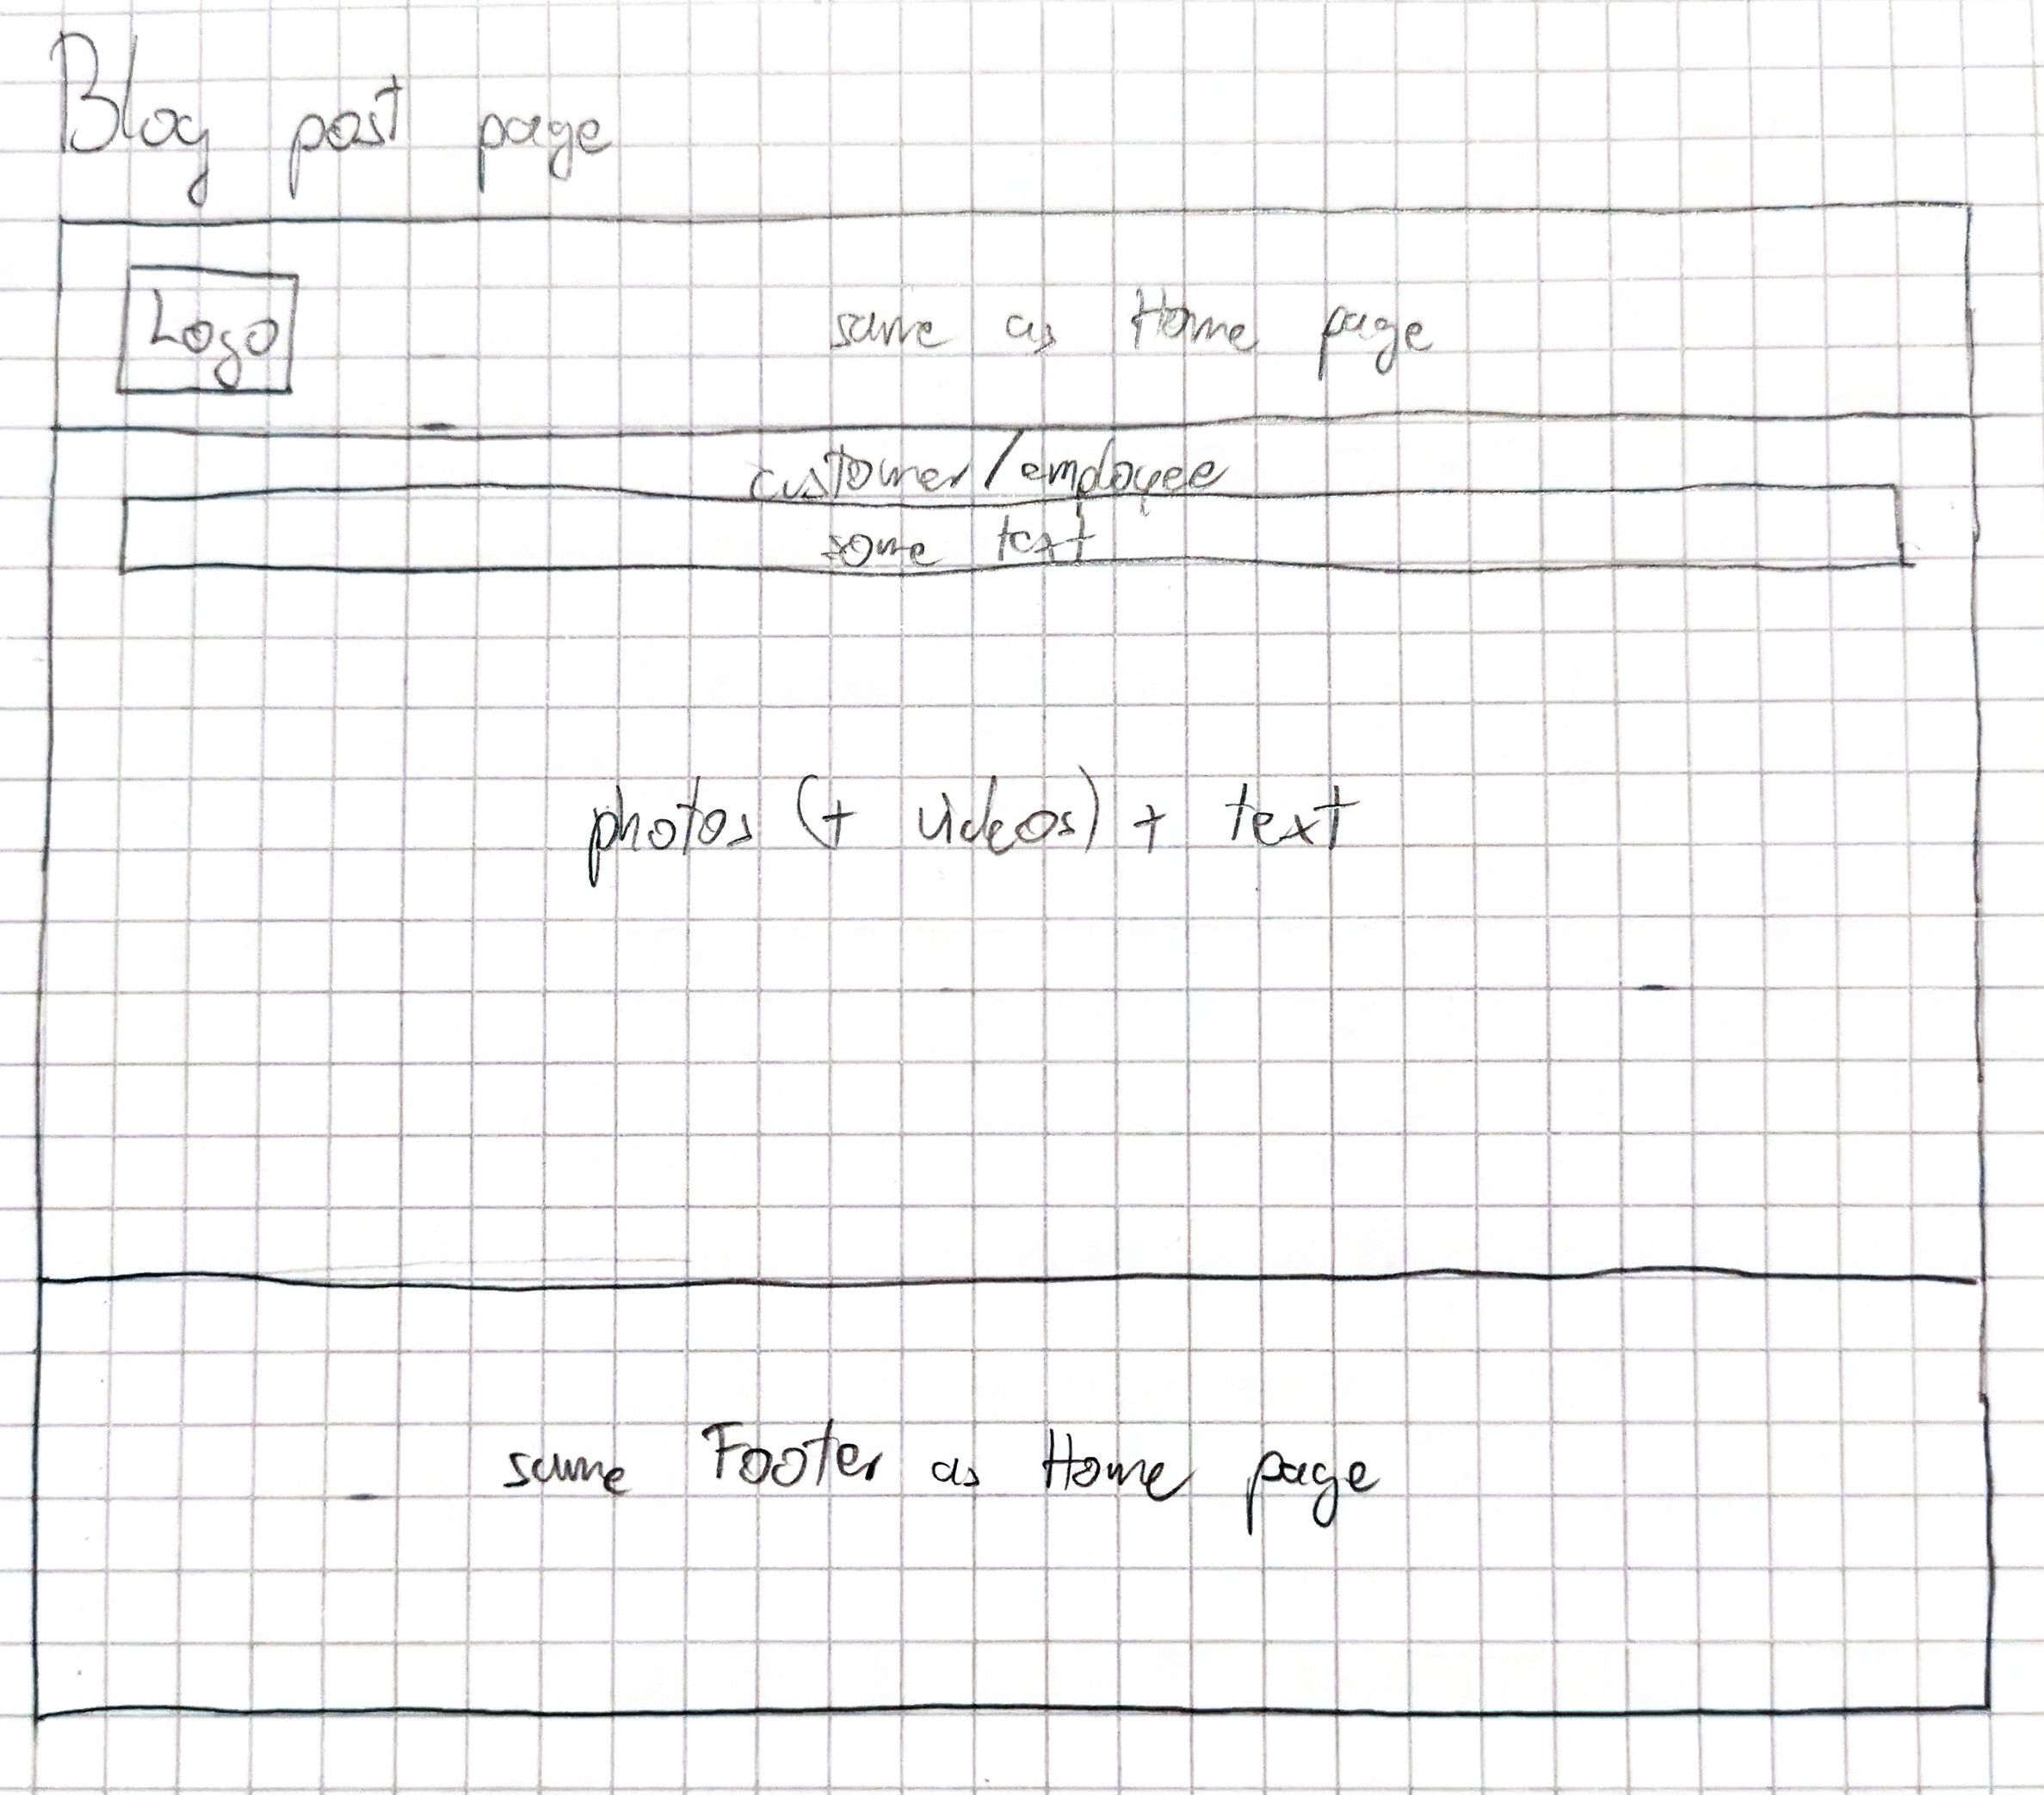 Blog post page
Logo
same as Home page
customer/employee
some text
photos (+ videos) + text
same Footer as Home page